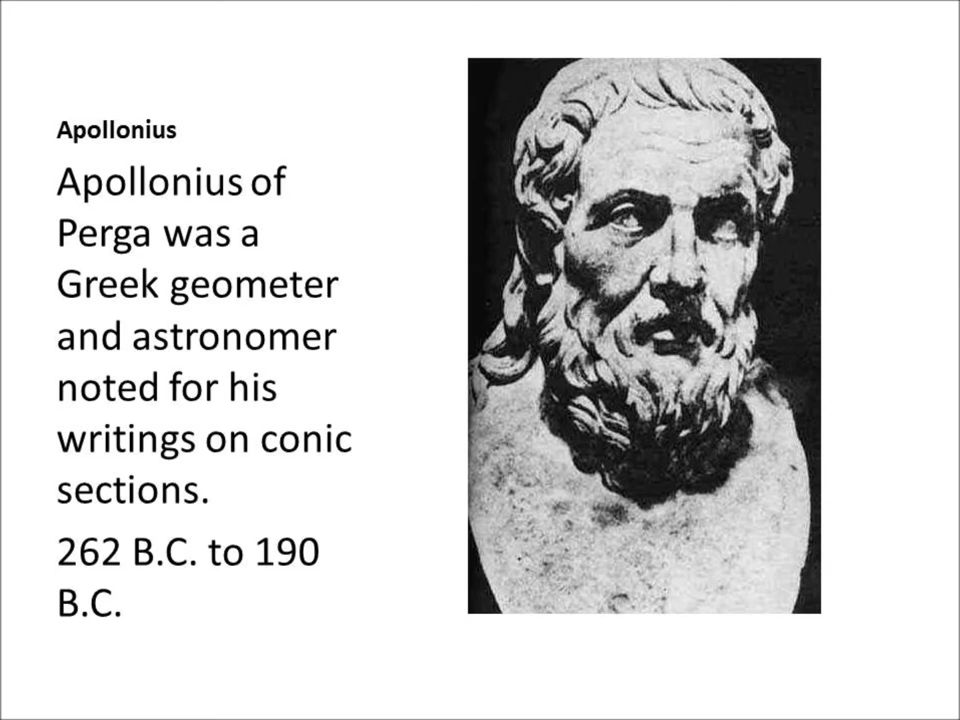 Apollonius
Apollonius of
Perga was a
Greek geometer
and astronomer
noted for his
writings on conic
sections.
262 B.C. to 190
B.C.